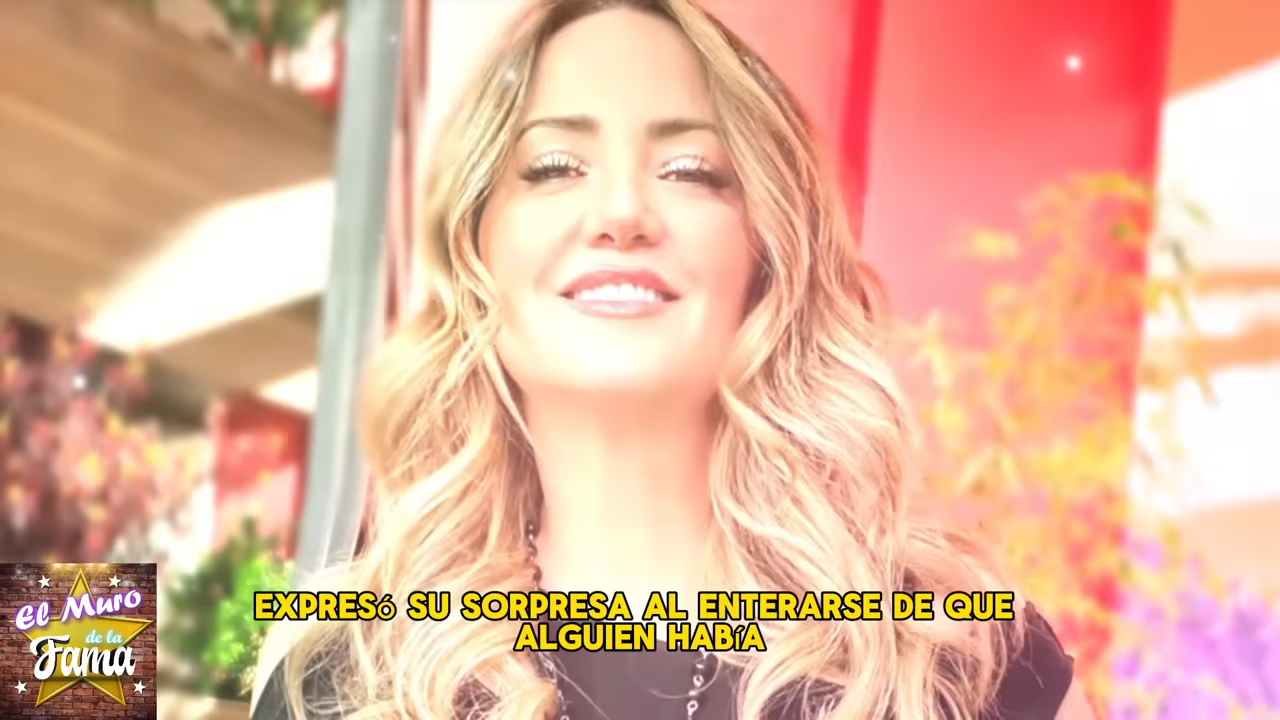 EXPRESó SU SORPRESA AL ENTERARSE DE QUE
ALGUIEN HABíA
El Muro
de la
Fama